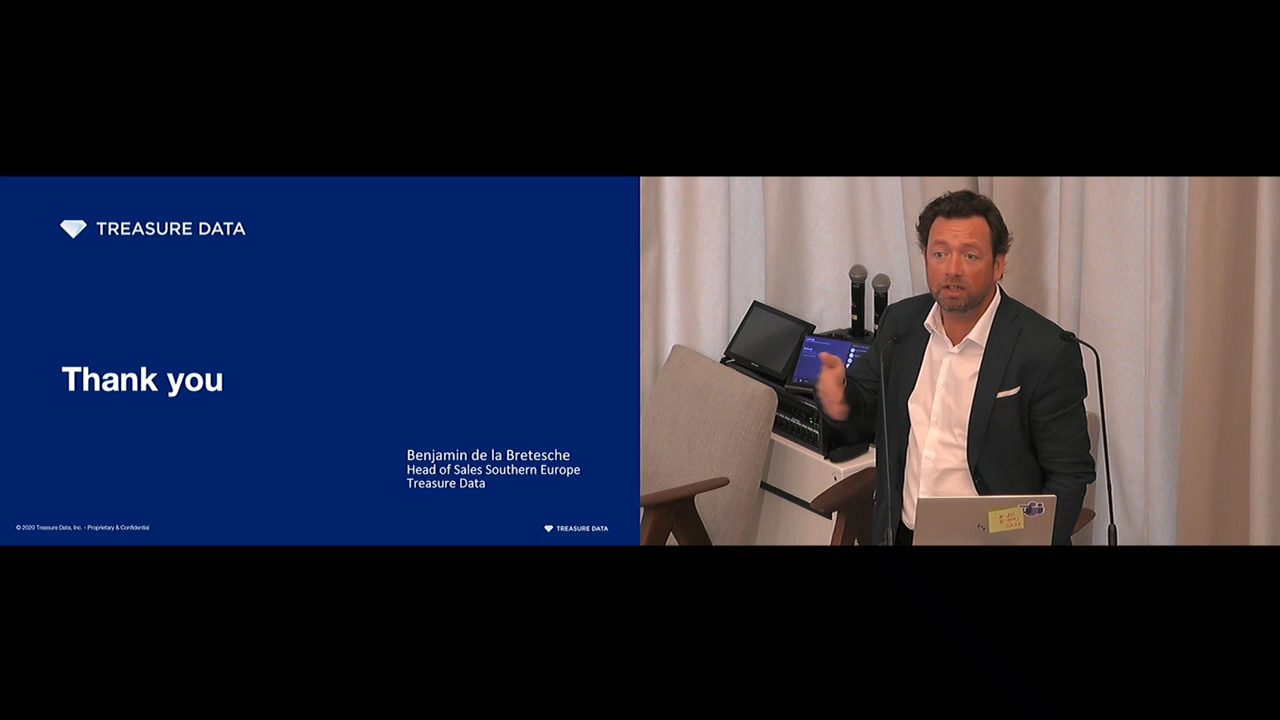 TREASURE DATA
Thank you
Benjamin de la Bretesche
Head of Sales Southern Europe
Treasure Data
© 2020 Treasure Data, Inc. - Proprietary & Confidential
TREASURE DATA